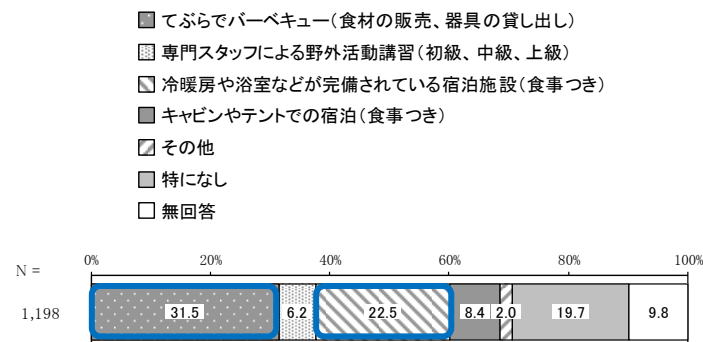 てぶらでバーベキュー（食材の販売、器具の貸し出し）
専門スタッフによる野外活動講習（初級、中級、上級）
冷暖房や浴室などが完備されている宿泊施設（食事つき）
キャビンやテントでの宿泊（食事つき）
その他
特になし
無回答
N =
0% 20% 40% 60% 80% 100%
1,198 31.5 6.2 22.5 8.4 2.0 19.7 9.8